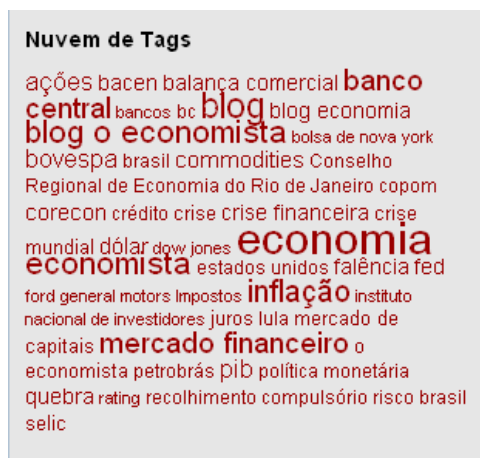 Nuvem de Tags
ações bacen balança comercial banco
central bancos bc blog blog economia
blog o economista bolsa de nova york
bovespa brasil commodities Conselho
Regional de Economia do Rio de Janeiro copom
corecon crédito crise crise financeira crise
mundial dólar dow jones economia
economista estados unidos falência fed
ford general motors Impostos inflação instituto
nacional de investidores juros lula mercado de
capitais mercado financeiro o
economista petrobrás pib política monetária
quebra rating recolhimento compulsório risco brasil
selic